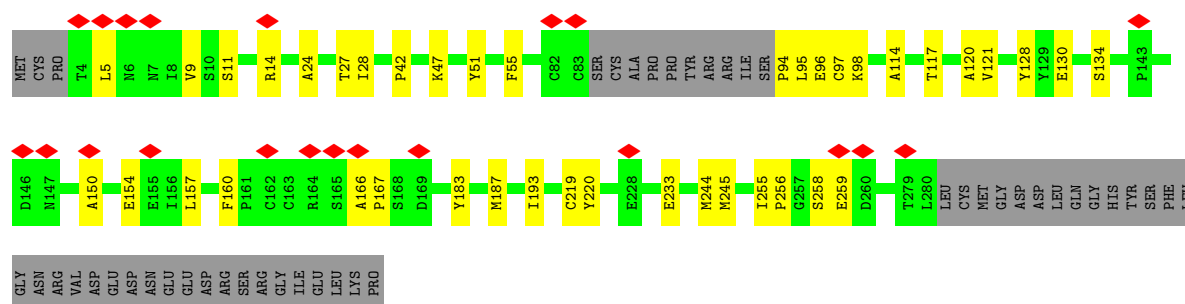 MET CYS PRO T4 L5 N6 N7 I8 V9 S10 S11 R14 A24 T27 I28 P42 K47 Y51 F55 C82 C83 SER CYS ALA PRO PRO TYR ARG ARG ILE SER P94 L95 E96 C97 K98 A114 T117 A120 V121 Y128 Y129 E130 S134 P143
D146 N147 A150 E154 E155 I156 L157 F160 P161 C162 C163 R164 S165 A166 P167 S168 D169 Y183 M187 I193 C219 Y220 E228 E233 M244 M245 I255 P256 G257 S258 E259 D260 T279 L280 LEU CYS MET GLY ASP ASP LEU GLN GLY HIS TYR SER PHE
GLY ASN ARG VAL ASP GLU ASP ASN GLU GLU ASP ARG SER ARG GLY ILE GLU LEU LYS PRO